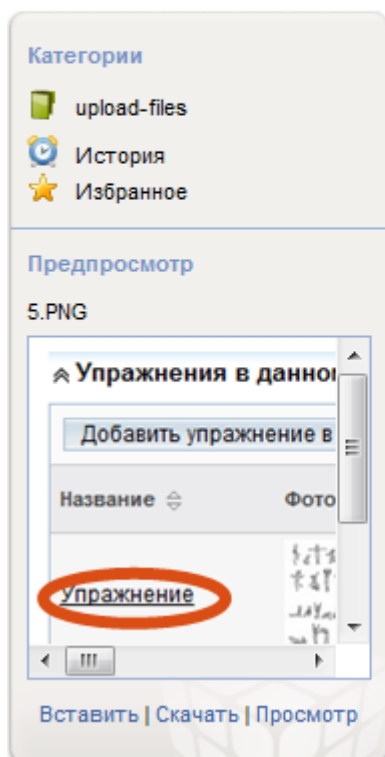 Категории
upload-files
История
Избранное
Предпросмотр
5.PNG
Упражнения в данно
Добавить упражнение в
Название Фото
Упражнение
Вставить | Скачать | Просмотр